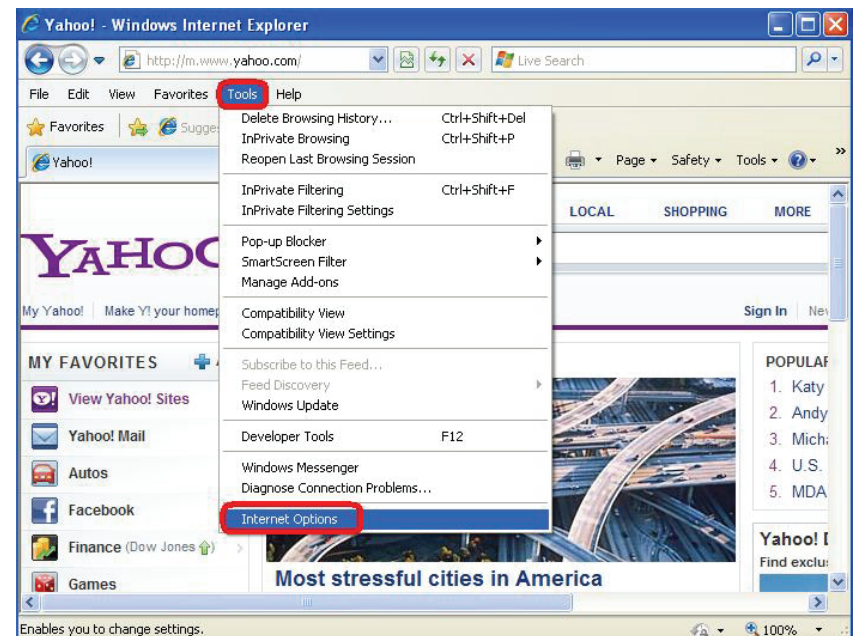 Yahoo! - Windows Internet Explorer
http://m.www.yahoo.com/
Live Search
File Edit View Favorites Tools Help
Favorites Sugge
Yahoo!
Page Safety Tools
Delete Browsing History... Ctrl+Shift+Del
InPrivate Browsing Ctrl+Shift+P
Reopen Last Browsing Session
InPrivate Filtering Ctrl+Shift+F
InPrivate Filtering Settings
Pop-up Blocker
SmartScreen Filter
Manage Add-ons
Compatibility View
Compatibility View Settings
Subscribe to this Feed...
Feed Discovery
Windows Update
Developer Tools F12
Windows Messenger
Diagnose Connection Problems...
Internet Options
LOCAL SHOPPING MORE
YAHOO
My Yahoo! Make Y! your homep
Sign In Nev
MY FAVORITES
View Yahoo! Sites
Yahoo! Mail
Autos
Facebook
Finance (Dow Jones)
Games
Most stressful cities in America
POPULAR
1. Katy
2. Andy
3. Micha
4. U.S.
5. MDA
Yahoo!
Find exclu
Enables you to change settings.
100%